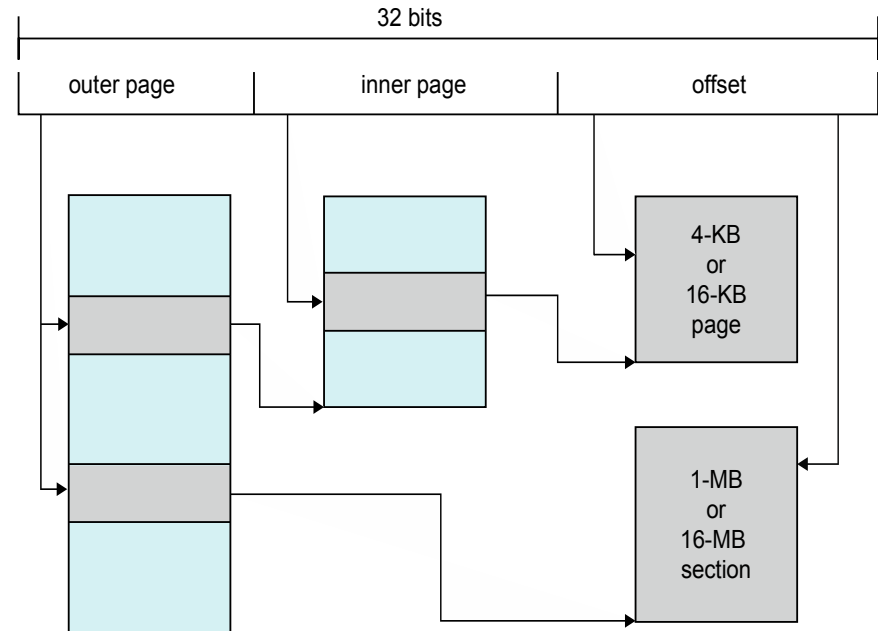 32 bits
outer page
inner page
offset
4-KB
or
16-KB
page
1-MB
or
16-MB
section